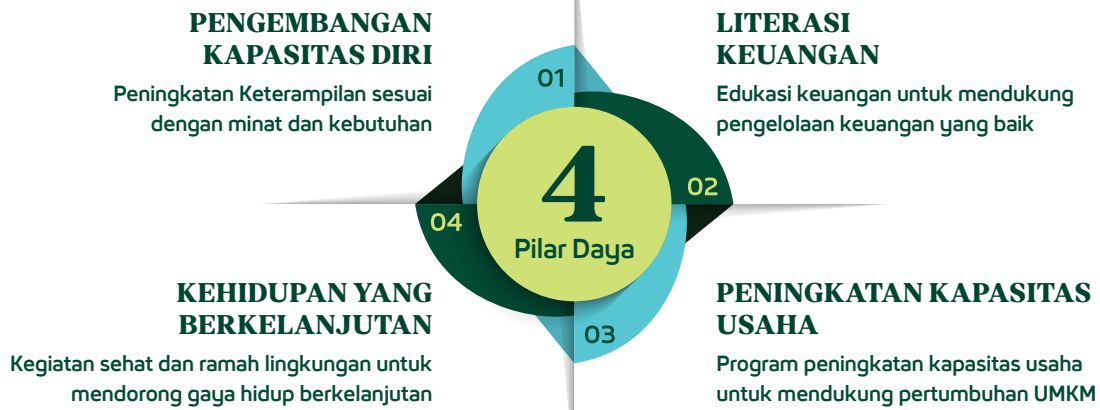 PENGEMBANGAN
KAPASITAS DIRI
Peningkatan Keterampilan sesuai
dengan minat dan kebutuhan
01
LITERASI
KEUANGAN
Edukasi keuangan untuk mendukung
pengelolaan keuangan yang baik
02
4
Pilar Daya
PENINGKATAN KAPASITAS
USAHA
Program peningkatan kapasitas usaha
untuk mendukung pertumbuhan UMKM
03
KEHIDUPAN YANG
BERKELANJUTAN
Kegiatan sehat dan ramah lingkungan untuk
mendorong gaya hidup berkelanjutan
04